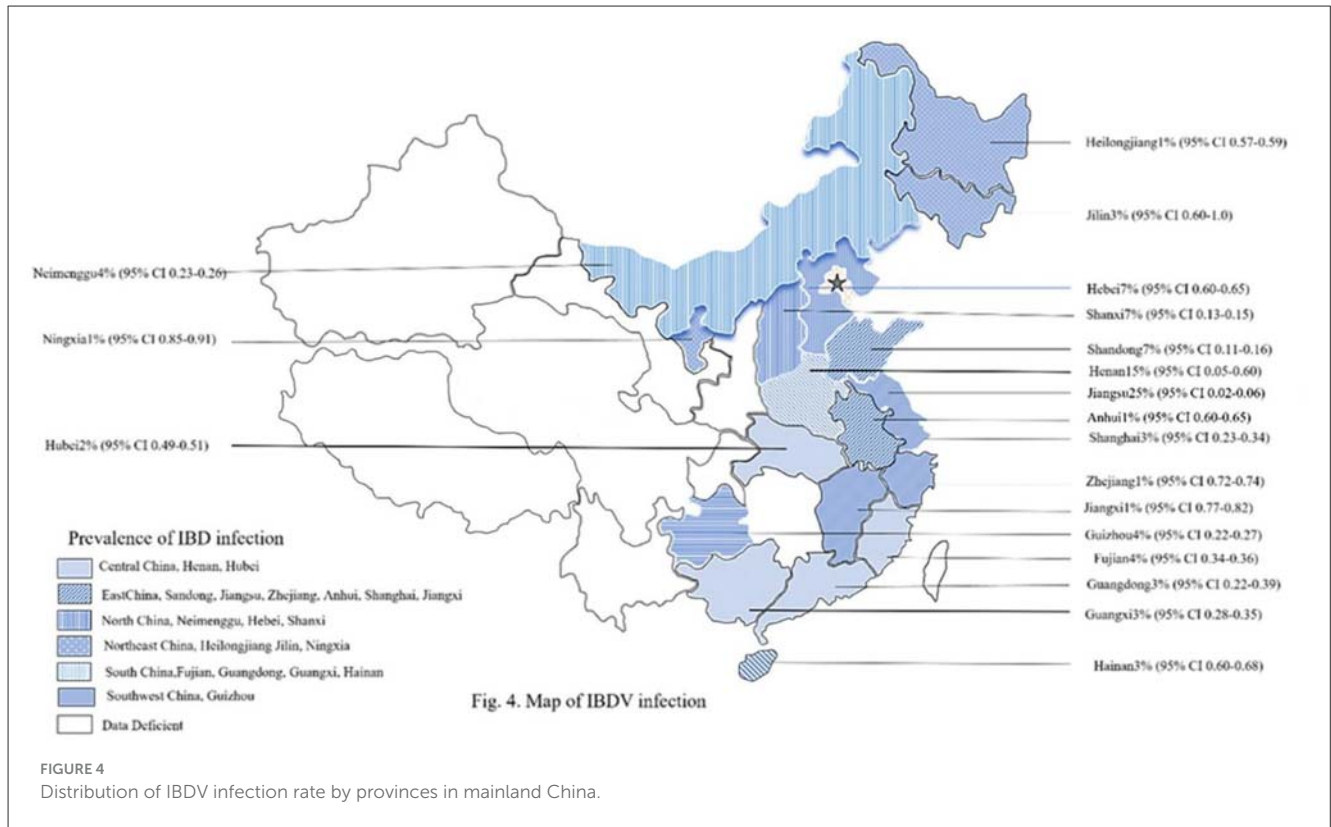 Heilongjiang1% (95% CI 0.57-0.59)
Jilin3% (95% CI 0.60-1.0)
Neimenggu4% (95% CI 0.23-0.26)
Hebei7% (95% CI 0.60-0.65)
Shanxi7% (95% CI 0.13-0.15)
Ningxia1% (95% CI 0.85-0.91)
Shandong7% (95% CI 0.11-0.16)
Henan15% (95% CI 0.05-0.60)
Jiangsu25% (95% CI 0.02-0.06)
Anhui1% (95% CI 0.60-0.65)
Shanghai3% (95% CI 0.23-0.34)
Hubei2% (95% CI 0.49-0.51)
Zhejiang1% (95% CI 0.72-0.74)
Jiangxi1% (95% CI 0.77-0.82)
Guizhou4% (95% CI 0.22-0.27)
Fujian4% (95% CI 0.34-0.36)
Guangdong3% (95% CI 0.22-0.39)
Guangxi3% (95% CI 0.28-0.35)
Hainan3% (95% CI 0.60-0.68)
Prevalence of IBD infection
Central China, Henan, Hubei
EastChina, Sandong, Jiangsu, Zhejiang, Anhui, Shanghai, Jiangxi
North China, Neimenggu, Hebei, Shanxi
Northeast China, Heilongjiang Jilin, Ningxia
South China,Fujian, Guangdong, Guangxi, Hainan
Southwest China, Guizhou
Data Deficient
Fig. 4. Map of IBDV infection
FIGURE 4
Distribution of IBDV infection rate by provinces in mainland China.